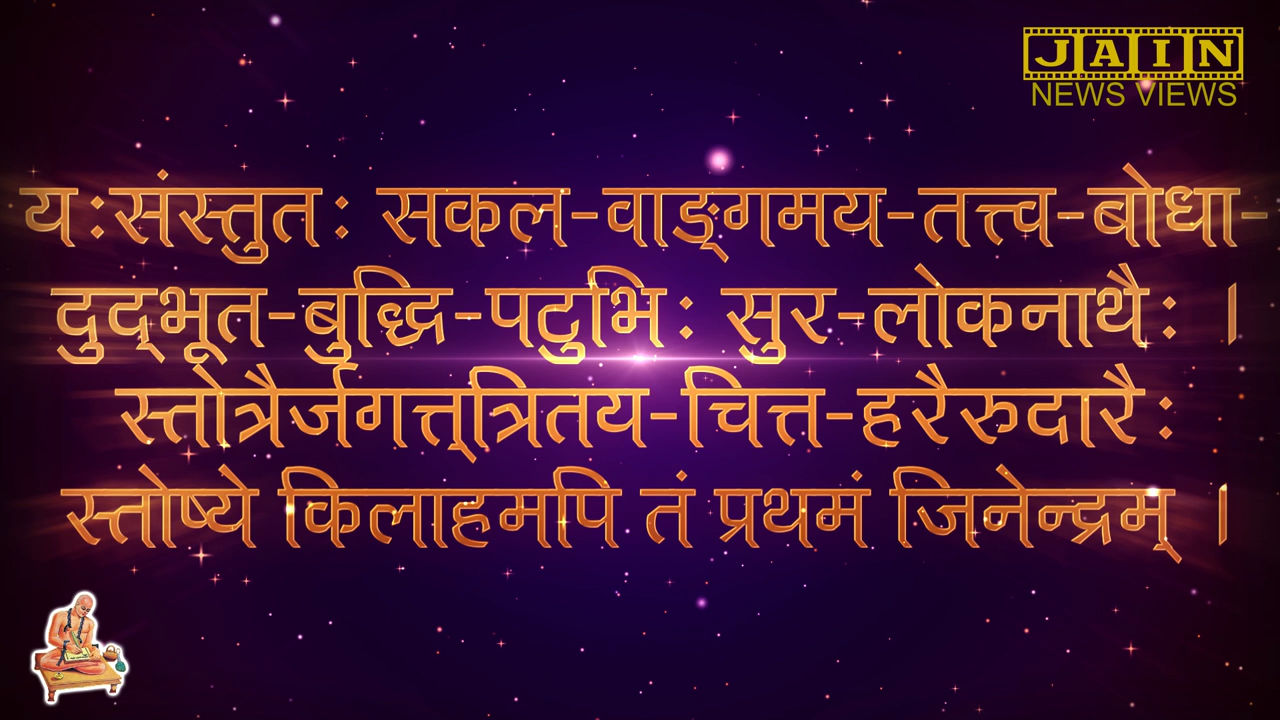 JAIN
NEWS VIEWS
यःसंस्तुतः सकल-वाङ्गमय-तत्त्व-बोधा-
दुद्भूत-बुद्धि-पटुभिः सुर-लोकनाथैः ।
स्तोत्रैर्जगत्त्रितय-चित्त-हरैरुदारैः
स्तोष्ये किलाहमपि तं प्रथमं जिनेन्द्रम् ।